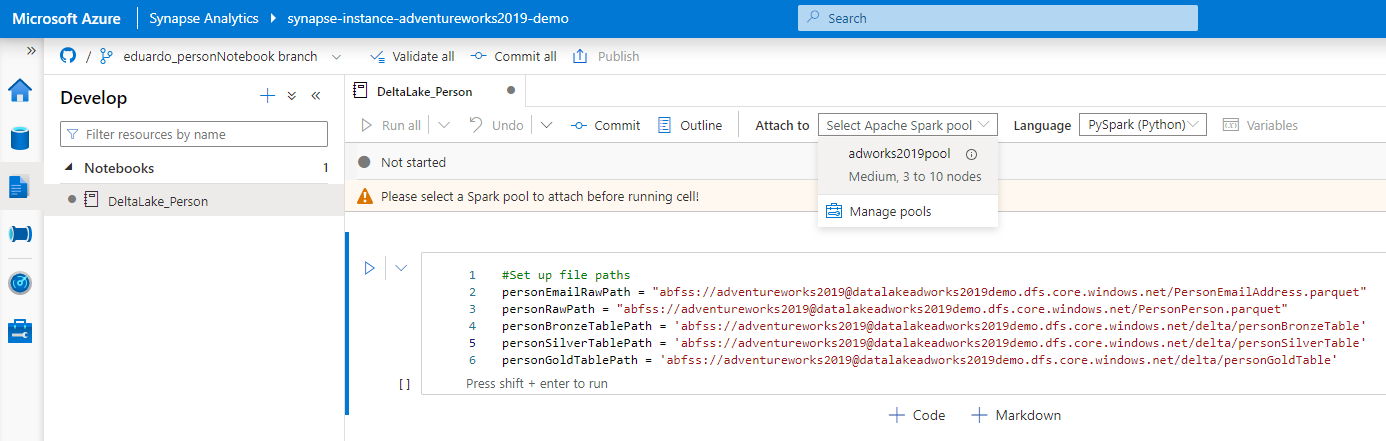 Microsoft Azure Synapse Analytics synapse-instance-adventureworks2019-demo Search
»
/ eduardo_personNotebook branch Validate all Commit all Publish
Develop
Filter resources by name
Notebooks 1
DeltaLake_Person
DeltaLake_Person
Run all Undo Commit Outline Attach to Select Apache Spark pool Language PySpark (Python) Variables
Not started
adworks2019pool
Medium, 3 to 10 nodes
Manage pools
Please select a Spark pool to attach before running cell!
1 #Set up file paths
2 personEmailRawPath = "abfss://adventureworks2019@datalakeadworks2019demo.dfs.core.windows.net/PersonEmailAddress.parquet"
3 personRawPath = "abfss://adventureworks2019@datalakeadworks2019demo.dfs.core.windows.net/PersonPerson.parquet"
4 personBronzeTablePath = 'abfss://adventureworks2019@datalakeadworks2019demo.dfs.core.windows.net/delta/personBronzeTable'
5 personSilverTablePath = 'abfss://adventureworks2019@datalakeadworks2019demo.dfs.core.windows.net/delta/personSilverTable'
6 personGoldTablePath = 'abfss://adventureworks2019@datalakeadworks2019demo.dfs.core.windows.net/delta/personGoldTable'
[ ] Press shift + enter to run
+ Code + Markdown